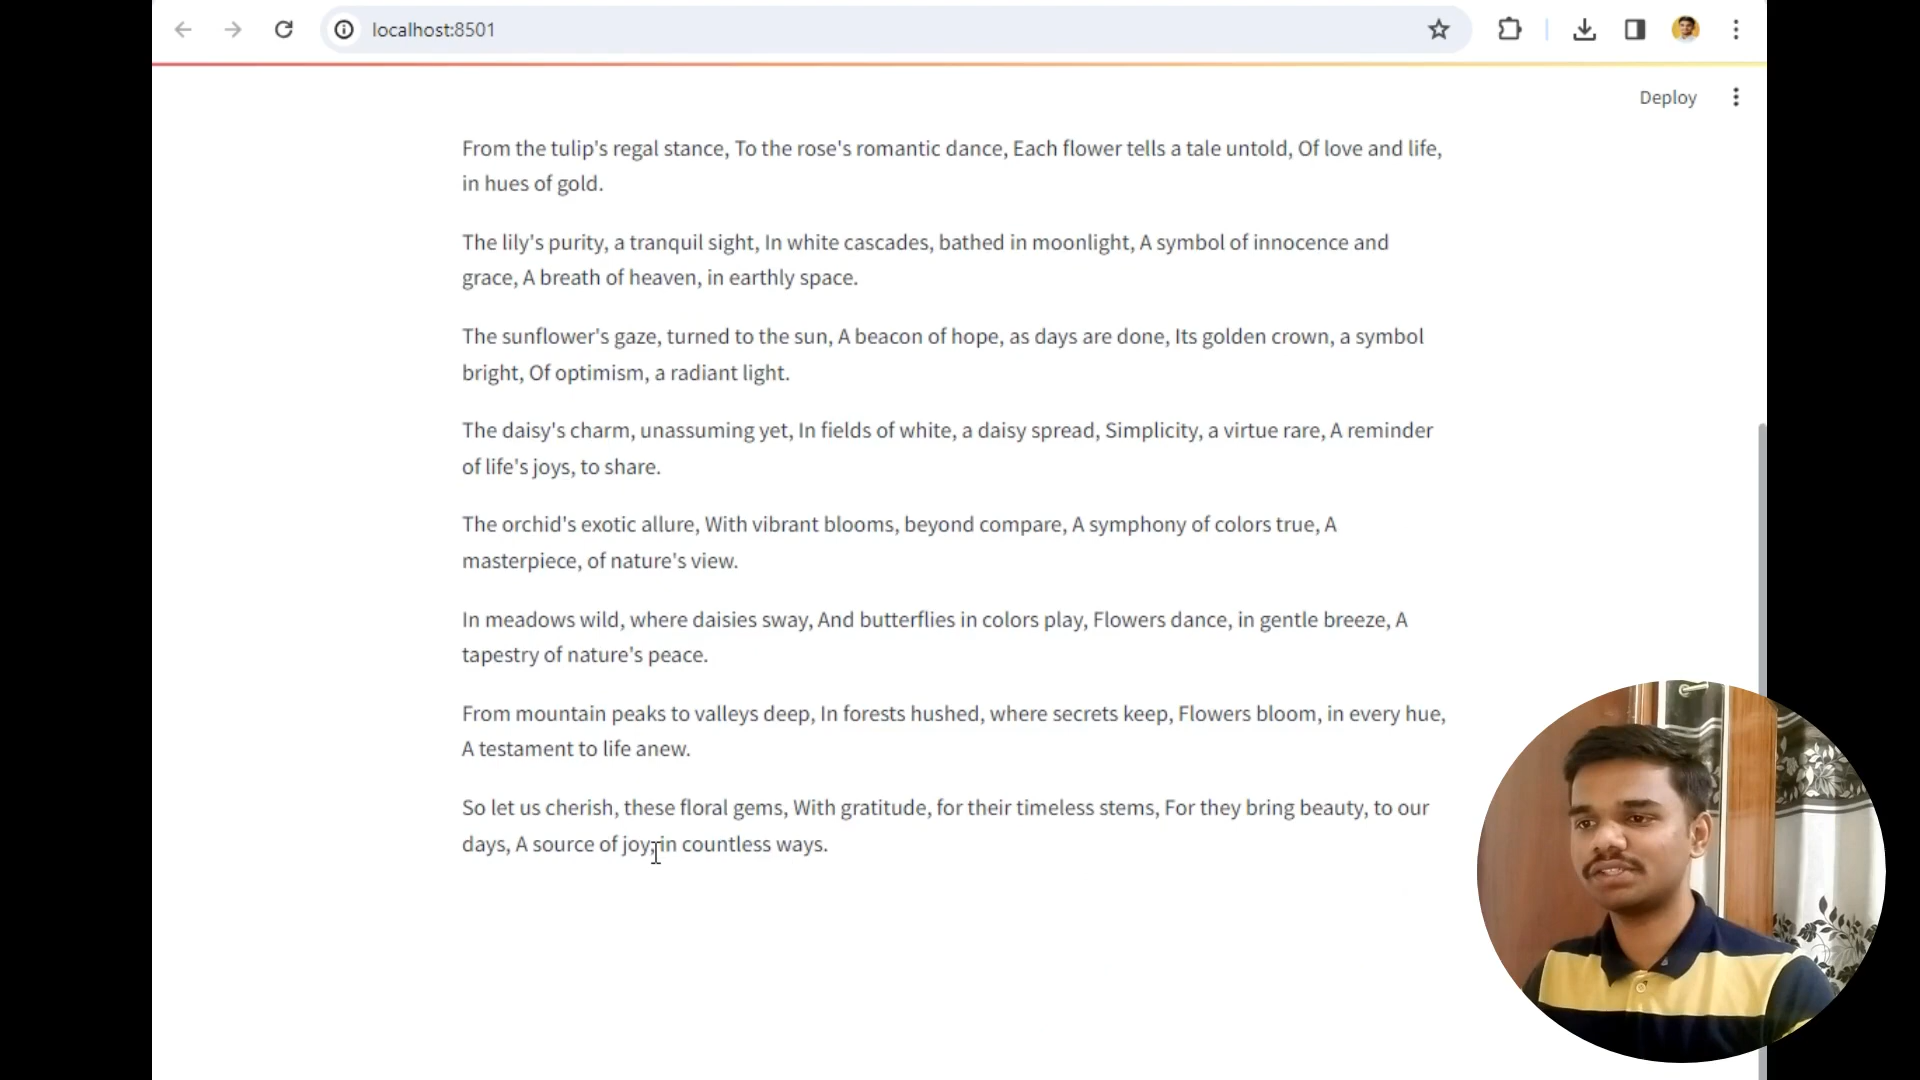 localhost:8501
Deploy
From the tulip's regal stance, To the rose's romantic dance, Each flower tells a tale untold, Of love and life,
in hues of gold.
The lily's purity, a tranquil sight, In white cascades, bathed in moonlight, A symbol of innocence and
grace, A breath of heaven, in earthly space.
The sunflower's gaze, turned to the sun, A beacon of hope, as days are done, Its golden crown, a symbol
bright, Of optimism, a radiant light.
The daisy's charm, unassuming yet, In fields of white, a daisy spread, Simplicity, a virtue rare, A reminder
of life's joys, to share.
The orchid's exotic allure, With vibrant blooms, beyond compare, A symphony of colors true, A
masterpiece, of nature's view.
In meadows wild, where daisies sway, And butterflies in colors play, Flowers dance, in gentle breeze, A
tapestry of nature's peace.
From mountain peaks to valleys deep, In forests hushed, where secrets keep, Flowers bloom, in every hue,
A testament to life anew.
So let us cherish, these floral gems, With gratitude, for their timeless stems, For they bring beauty, to our
days, A source of joy, in countless ways.